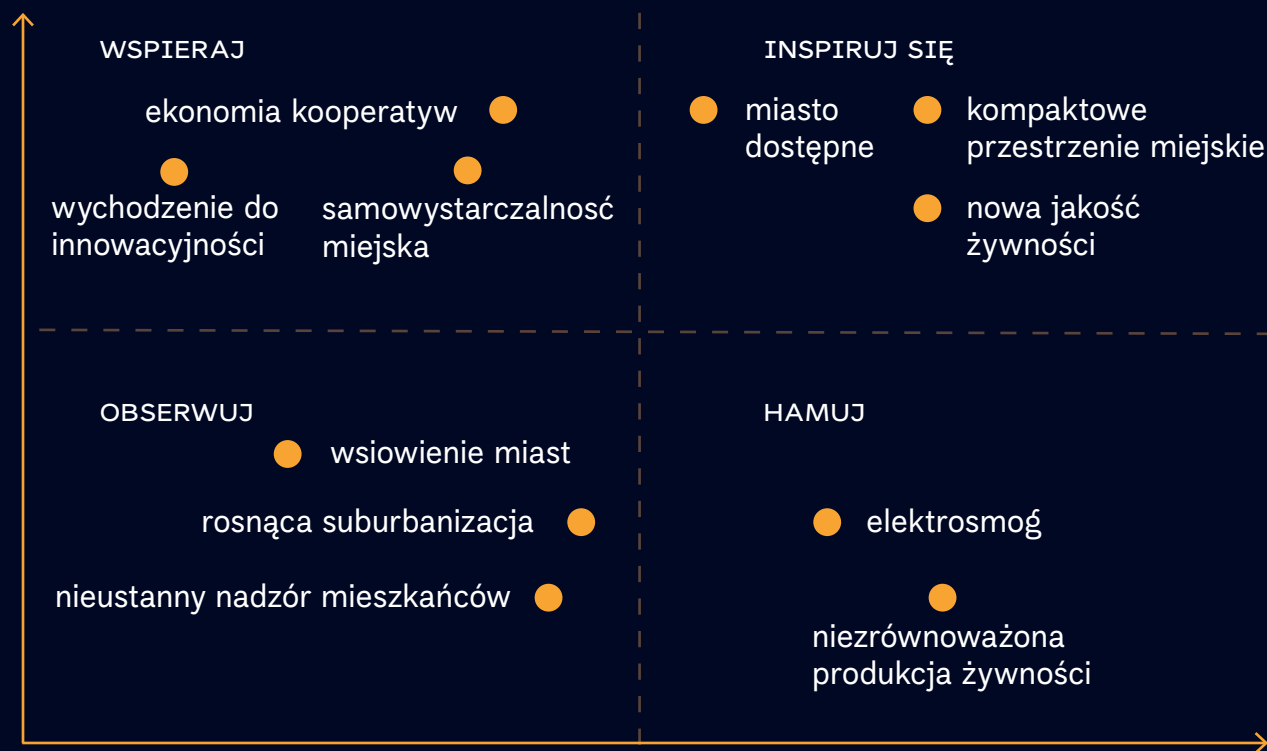 WSPIERAJ
ekonomia kooperatyw
wychodzenie do
innowacyjności
samowystarczalnosć
miejska
INSPIRUJ SIĘ
miasto
dostępne
kompaktowe
przestrzenie miejskie
nowa jakość
żywności
OBSERWUJ
wsiowienie miast
rosnąca suburbanizacja
nieustanny nadzór mieszkańców
HAMUJ
elektrosmog
niezrównoważona
produkcja żywności